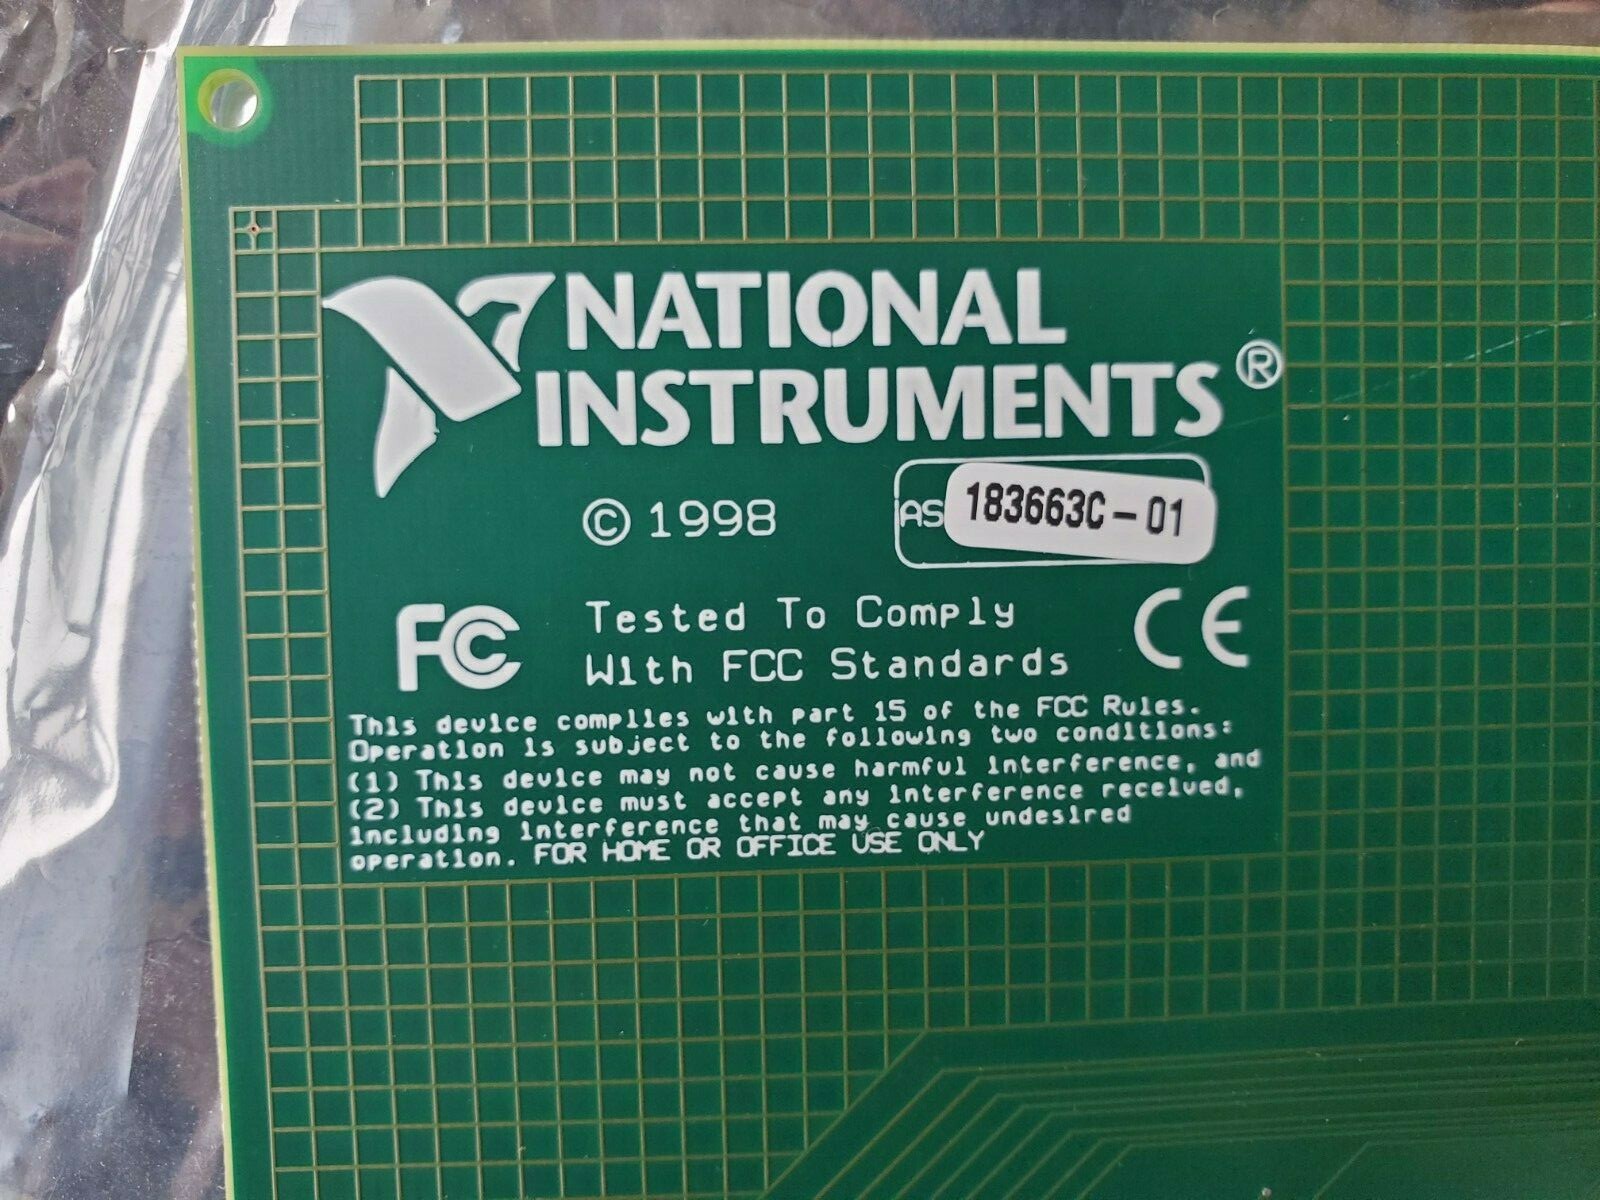 NATIONAL
INSTRUMENTS®
© 1998
AS 183663C-01
FC Tested To Comply
With FCC Standards
CE
This device complies with part 15 of the FCC Rules.
Operation is subject to the following two conditions:
(1) This device may not cause harmful interference, and
(2) This device must accept any interference received,
including interference that may cause undesired
operation. FOR HOME OR OFFICE USE ONLY